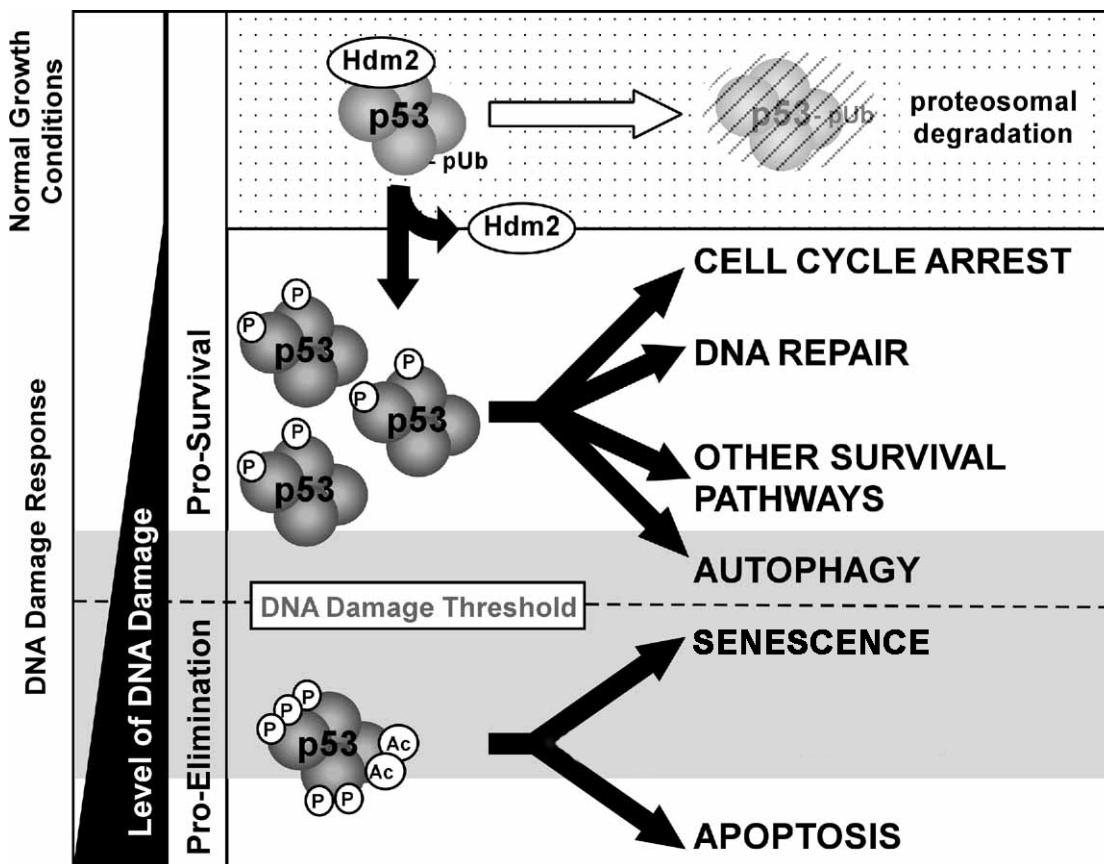 Normal Growth
Conditions
Hdm2
p53
- pUb
p53- pUb
proteosomal
degradation
Hdm2
DNA Damage Response
Level of DNA Damage
Pro-Survival
P
P
p53
P
P
p53
P
P
p53
CELL CYCLE ARREST
DNA REPAIR
OTHER SURVIVAL
PATHWAYS
AUTOPHAGY
DNA Damage Threshold
Pro-Elimination
P
P
P
p53
Ac
Ac
P
P
SENESCENCE
APOPTOSIS